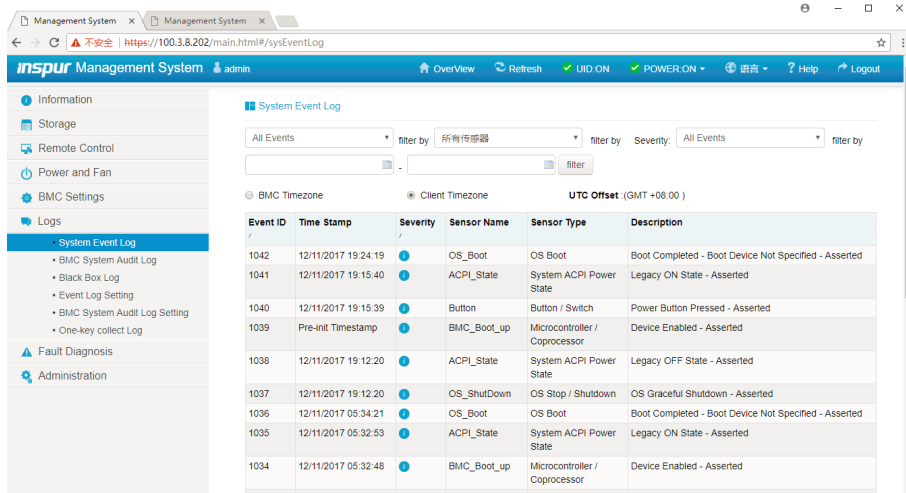 Management System
Management System
不安全 | https://100.3.8.202/main.html#/sysEventLog
inspur Management System admin OverView Refresh UID:ON POWER:ON 语言 Help Logout
Information
Storage
Remote Control
Power and Fan
BMC Settings
Logs
System Event Log
BMC System Audit Log
Black Box Log
Event Log Setting
BMC System Audit Log Setting
One-key collect Log
Fault Diagnosis
Administration
System Event Log
All Events filter by 所有传感器 filter by Severity: All Events filter by
- filter
BMC Timezone Client Timezone UTC Offset :(GMT +08:00 )
Event ID Time Stamp Severity Sensor Name Sensor Type Description
1042 12/11/2017 19:24:19 OS_Boot OS Boot Boot Completed - Boot Device Not Specified - Asserted
1041 12/11/2017 19:15:40 ACPI_State System ACPI Power Legacy ON State - Asserted
State
1040 12/11/2017 19:15:39 Button Button / Switch Power Button Pressed - Asserted
1039 Pre-init Timestamp BMC_Boot_up Microcontroller / Device Enabled - Asserted
Coprocessor
1038 12/11/2017 19:12:20 ACPI_State System ACPI Power Legacy OFF State - Asserted
State
1037 12/11/2017 19:12:20 OS_ShutDown OS Stop / Shutdown OS Graceful Shutdown - Asserted
1036 12/11/2017 05:34:21 OS_Boot OS Boot Boot Completed - Boot Device Not Specified - Asserted
1035 12/11/2017 05:32:53 ACPI_State System ACPI Power Legacy ON State - Asserted
State
1034 12/11/2017 05:32:48 BMC_Boot_up Microcontroller / Device Enabled - Asserted
Coprocessor